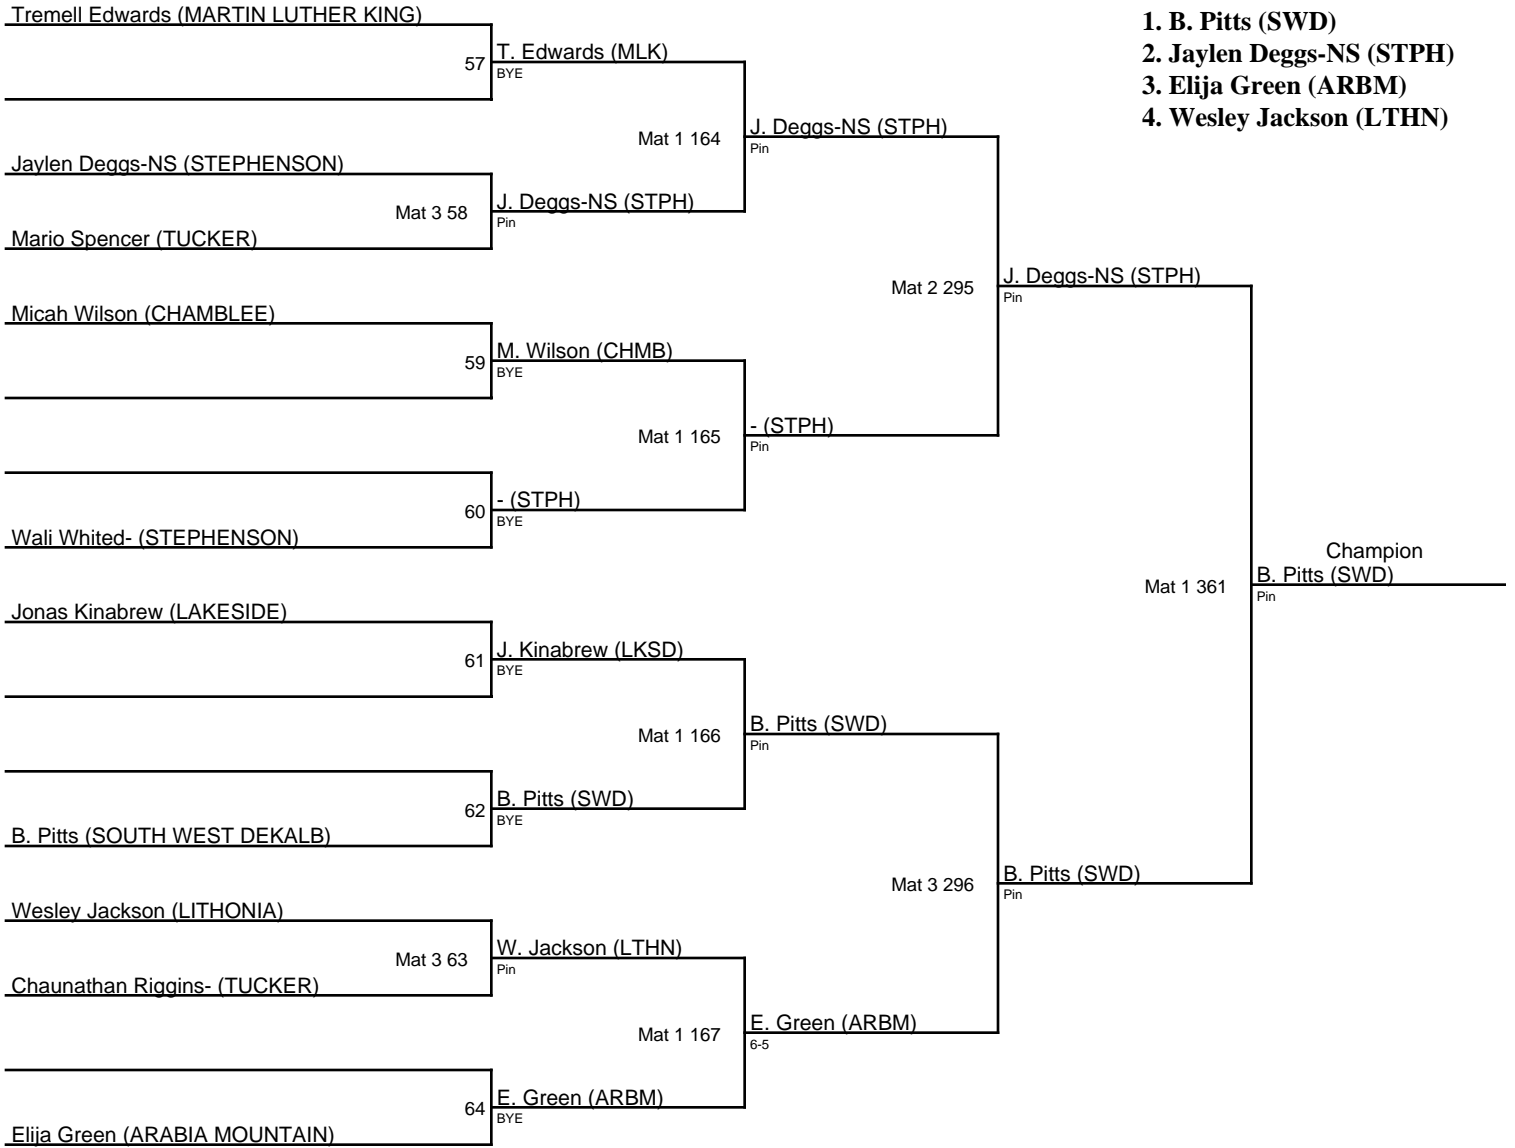 Tremell Edwards (MARTIN LUTHER KING)
57
T. Edwards (MLK)
BYE
Mat 1 164
J. Deggs-NS (STPH)
Pin
Jaylen Deggs-NS (STEPHENSON)
Mat 3 58
J. Deggs-NS (STPH)
Pin
Mario Spencer (TUCKER)
Mat 2 295
J. Deggs-NS (STPH)
Pin
Micah Wilson (CHAMBLEE)
59
M. Wilson (CHMB)
BYE
Mat 1 165
- (STPH)
Pin
60
- (STPH)
BYE
Wali Whited- (STEPHENSON)
Mat 1 361
Champion
B. Pitts (SWD)
Pin
Jonas Kinabrew (LAKESIDE)
61
J. Kinabrew (LKSD)
BYE
Mat 1 166
B. Pitts (SWD)
Pin
62
B. Pitts (SWD)
BYE
B. Pitts (SOUTH WEST DEKALB)
Mat 3 296
B. Pitts (SWD)
Pin
Wesley Jackson (LITHONIA)
Mat 3 63
W. Jackson (LTHN)
Pin
Chaunathan Riggins- (TUCKER)
Mat 1 167
E. Green (ARBM)
6-5
64
E. Green (ARBM)
BYE
Elija Green (ARABIA MOUNTAIN)
1. B. Pitts (SWD)
2. Jaylen Deggs-NS (STPH)
3. Elija Green (ARBM)
4. Wesley Jackson (LTHN)